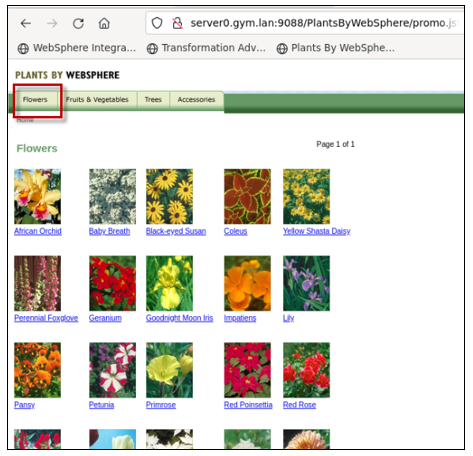 server0.gym.lan:9088/PlantsByWebSphere/promo.js
WebSphere Integra... Transformation Adv... Plants By WebSphe...
PLANTS BY WEBSPHERE
Flowers Fruits & Vegetables Trees Accessories
Home
Flowers Page 1 of 1
African Orchid Baby Breath Black-eyed Susan Coleus Yellow Shasta Daisy
Perennial Foxglove Geranium Goodnight Moon Iris Impatiens Lily
Pansy Petunia Primrose Red Poinsettia Red Rose